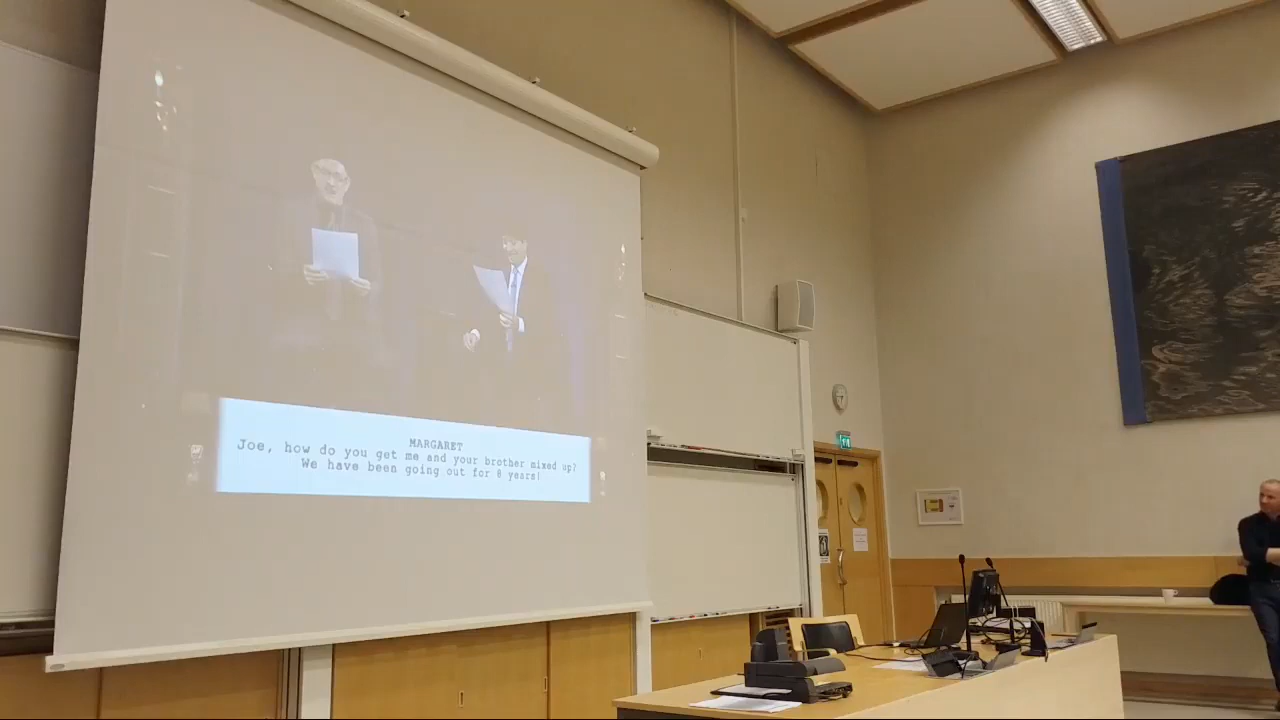 MARGARET
Joe, how do you get me and your brother mixed up?
We have been going out for 8 years!